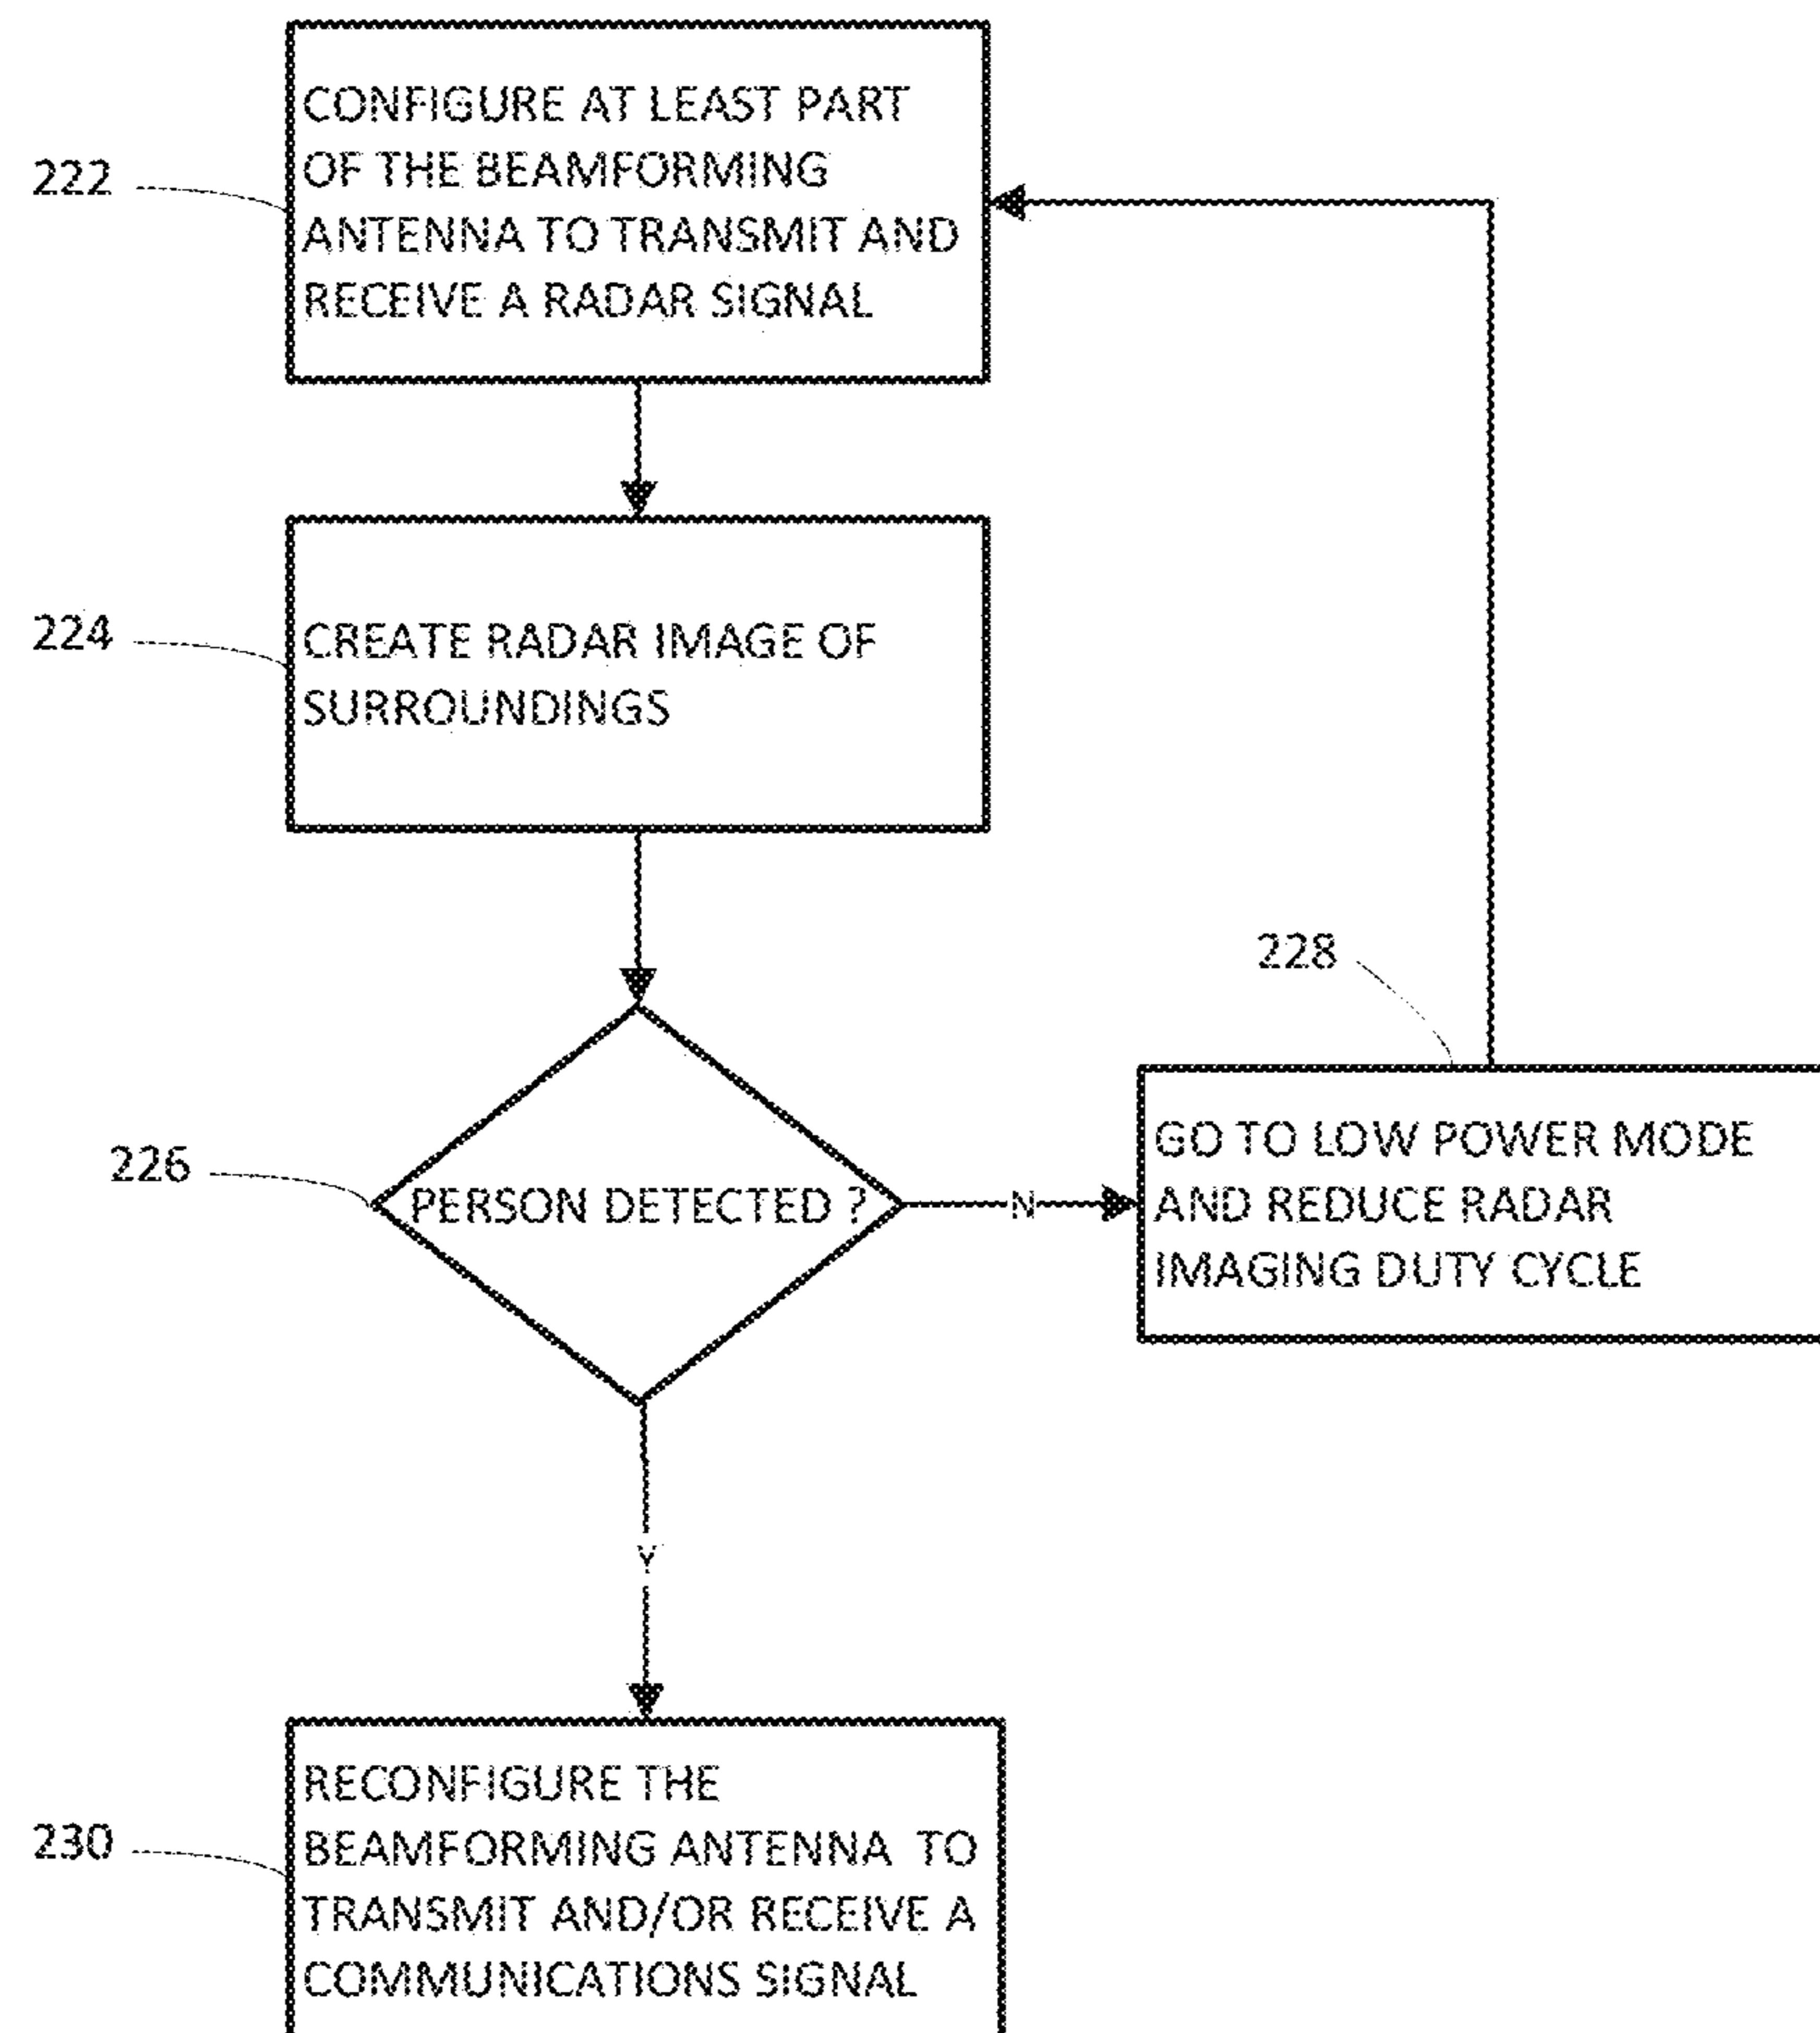 222
CONFIGURE AT LEAST PART
OF THE BEAMFORMING
ANTENNA TO TRANSMIT AND
RECEIVE A RADAR SIGNAL
224
CREATE RADAR IMAGE OF
SURROUNDINGS
226
PERSON DETECTED ?
N
228
GO TO LOW POWER MODE
AND REDUCE RADAR
IMAGING DUTY CYCLE
Y
230
RECONFIGURE THE
BEAMFORMING ANTENNA TO
TRANSMIT AND/OR RECEIVE A
COMMUNICATIONS SIGNAL